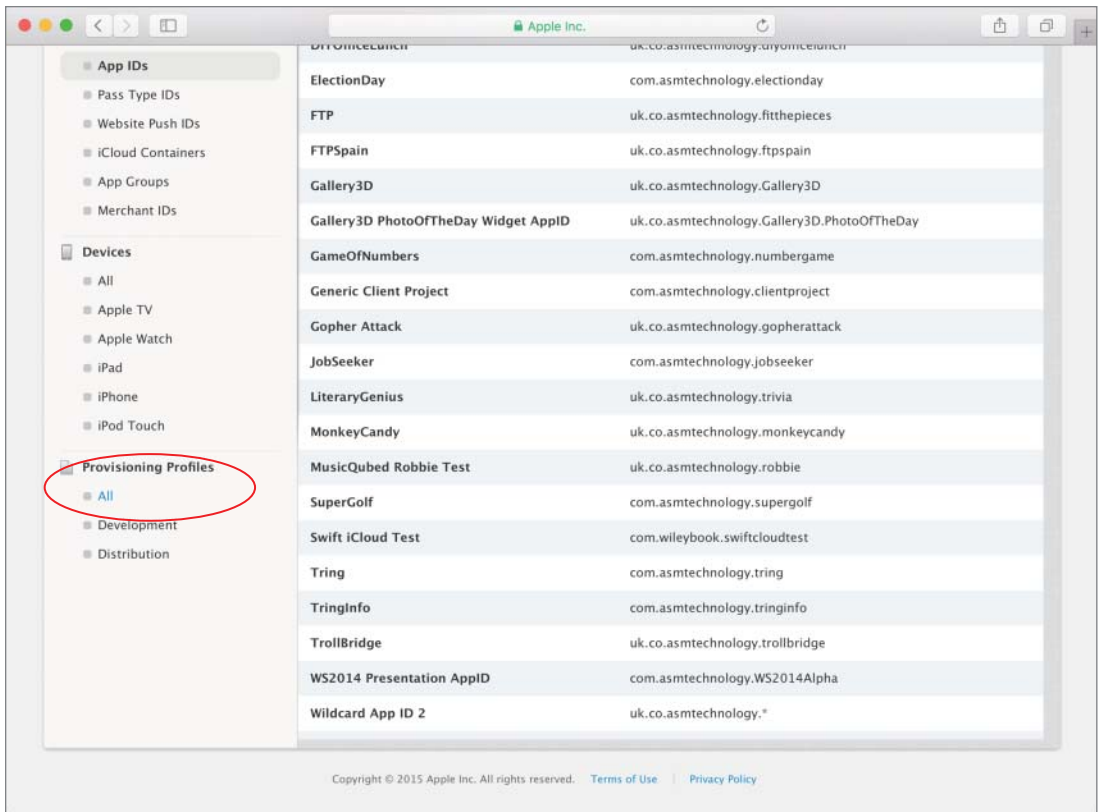 Apple Inc.
App IDs
Pass Type IDs
Website Push IDs
iCloud Containers
App Groups
Merchant IDs
Devices
All
Apple TV
Apple Watch
iPad
iPhone
iPod Touch
Provisioning Profiles
All
Development
Distribution
DIYOfficeLunch uk.co.asmtechnology.diyofficelunch
ElectionDay com.asmtechnology.electionday
FTP uk.co.asmtechnology.fitthepieces
FTPSpain uk.co.asmtechnology.ftpspain
Gallery3D uk.co.asmtechnology.Gallery3D
Gallery3D PhotoOfTheDay Widget AppID uk.co.asmtechnology.Gallery3D.PhotoOfTheDay
GameOfNumbers com.asmtechnology.numbergame
Generic Client Project com.asmtechnology.clientproject
Gopher Attack uk.co.asmtechnology.gopherattack
JobSeeker com.asmtechnology.jobseeker
LiteraryGenius uk.co.asmtechnology.trivia
MonkeyCandy uk.co.asmtechnology.monkeycandy
MusicQubed Robbie Test uk.co.asmtechnology.robbie
SuperGolf com.asmtechnology.supergolf
Swift iCloud Test com.wileybook.swiftcloudtest
Tring com.asmtechnology.tring
TringInfo com.asmtechnology.tringinfo
TrollBridge uk.co.asmtechnology.trollbridge
WS2014 Presentation AppID com.asmtechnology.WS2014Alpha
Wildcard App ID 2 uk.co.asmtechnology.*
Copyright © 2015 Apple Inc. All rights reserved. Terms of Use | Privacy Policy